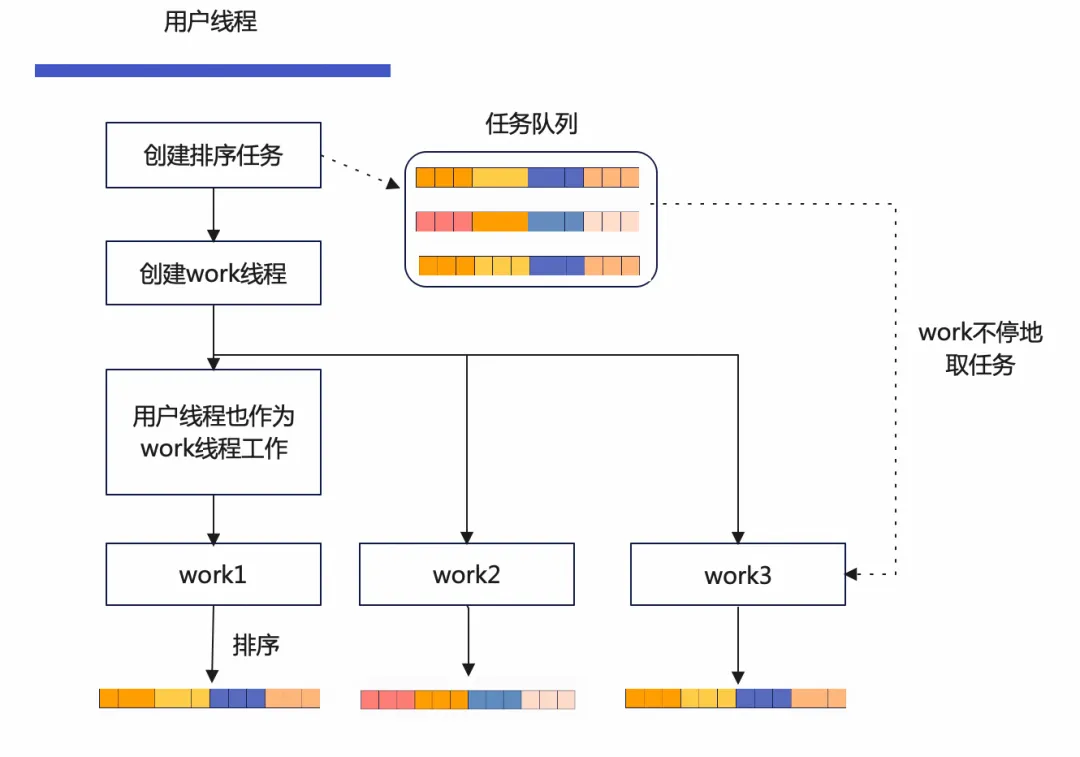 用户线程
任务队列
创建排序任务
创建work线程
work不停地
取任务
用户线程也作为
work线程工作
work1
work2
work3
排序